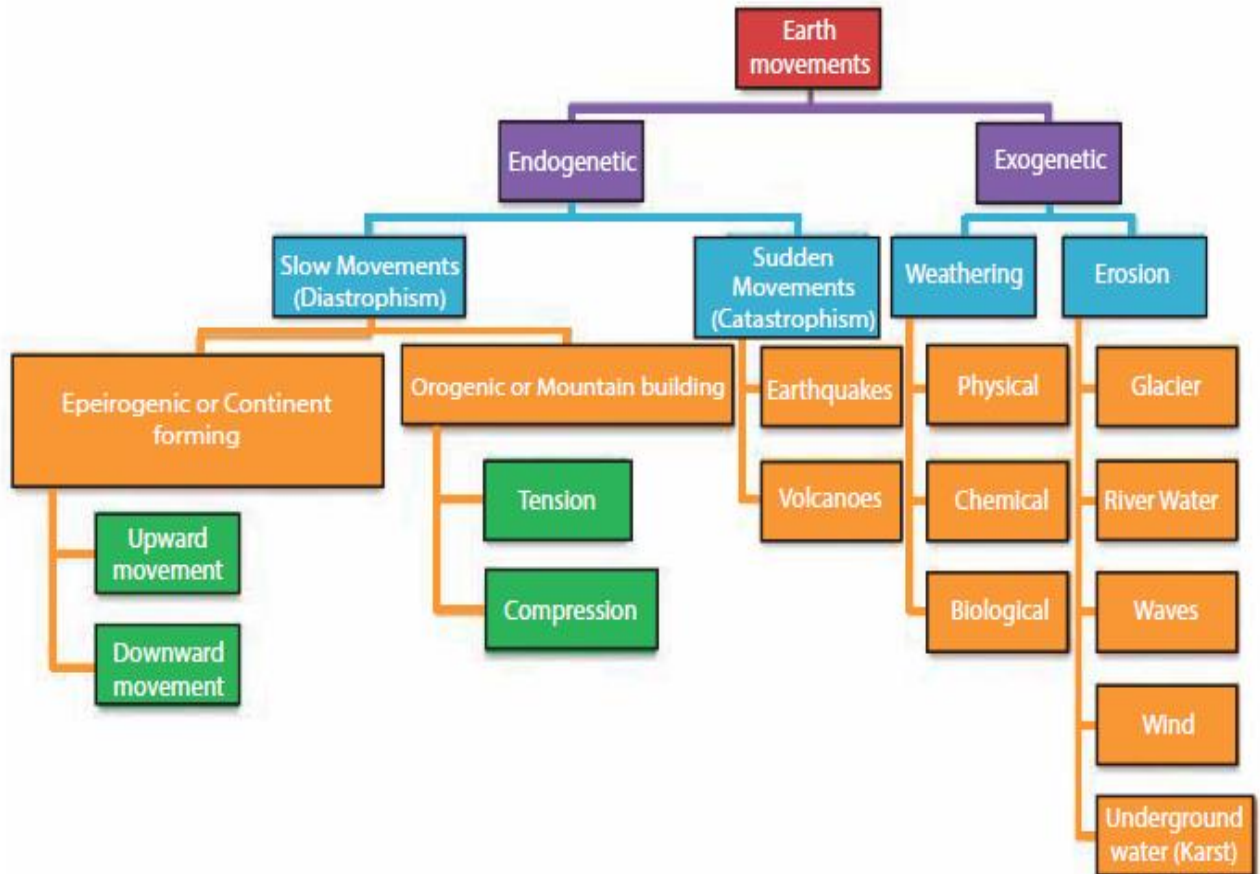 Earth
movements
Endogenetic
Exogenetic
Slow Movements
(Diastrophism)
Sudden
Movements
(Catastrophism)
Weathering
Erosion
Epeirogenic or Continent
forming
Orogenic or Mountain building
Earthquakes
Physical
Glacier
Upward
movement
Tension
Volcanoes
Chemical
River Water
Downward
movement
Compression
Biological
Waves
Wind
Underground
water (Karst)